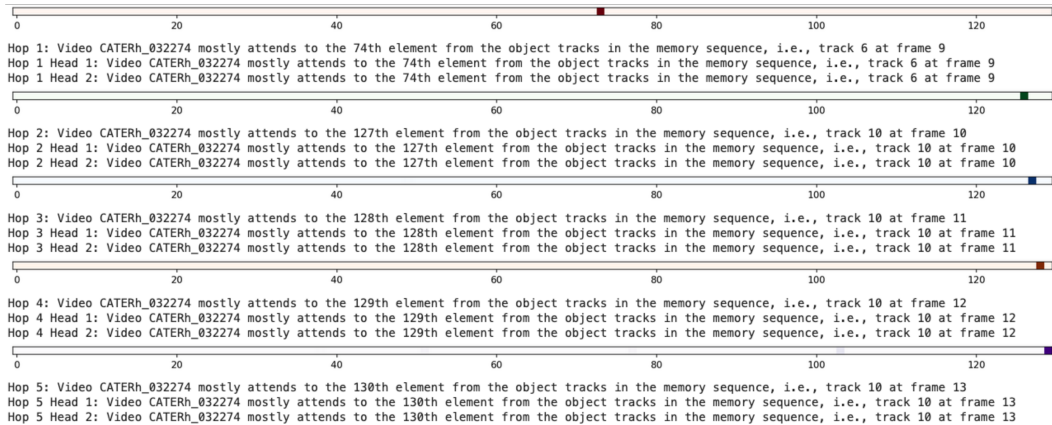 0 20 40 60 80 100 120
Hop 1: Video CATERh_032274 mostly attends to the 74th element from the object tracks in the memory sequence, i.e., track 6 at frame 9
Hop 1 Head 1: Video CATERh_032274 mostly attends to the 74th element from the object tracks in the memory sequence, i.e., track 6 at frame 9
Hop 1 Head 2: Video CATERh_032274 mostly attends to the 74th element from the object tracks in the memory sequence, i.e., track 6 at frame 9
0 20 40 60 80 100 120
Hop 2: Video CATERh_032274 mostly attends to the 127th element from the object tracks in the memory sequence, i.e., track 10 at frame 10
Hop 2 Head 1: Video CATERh_032274 mostly attends to the 127th element from the object tracks in the memory sequence, i.e., track 10 at frame 10
Hop 2 Head 2: Video CATERh_032274 mostly attends to the 127th element from the object tracks in the memory sequence, i.e., track 10 at frame 10
0 20 40 60 80 100 120
Hop 3: Video CATERh_032274 mostly attends to the 128th element from the object tracks in the memory sequence, i.e., track 10 at frame 11
Hop 3 Head 1: Video CATERh_032274 mostly attends to the 128th element from the object tracks in the memory sequence, i.e., track 10 at frame 11
Hop 3 Head 2: Video CATERh_032274 mostly attends to the 128th element from the object tracks in the memory sequence, i.e., track 10 at frame 11
0 20 40 60 80 100 120
Hop 4: Video CATERh_032274 mostly attends to the 129th element from the object tracks in the memory sequence, i.e., track 10 at frame 12
Hop 4 Head 1: Video CATERh_032274 mostly attends to the 129th element from the object tracks in the memory sequence, i.e., track 10 at frame 12
Hop 4 Head 2: Video CATERh_032274 mostly attends to the 129th element from the object tracks in the memory sequence, i.e., track 10 at frame 12
0 20 40 60 80 100 120
Hop 5: Video CATERh_032274 mostly attends to the 130th element from the object tracks in the memory sequence, i.e., track 10 at frame 13
Hop 5 Head 1: Video CATERh_032274 mostly attends to the 130th element from the object tracks in the memory sequence, i.e., track 10 at frame 13
Hop 5 Head 2: Video CATERh_032274 mostly attends to the 130th element from the object tracks in the memory sequence, i.e., track 10 at frame 13